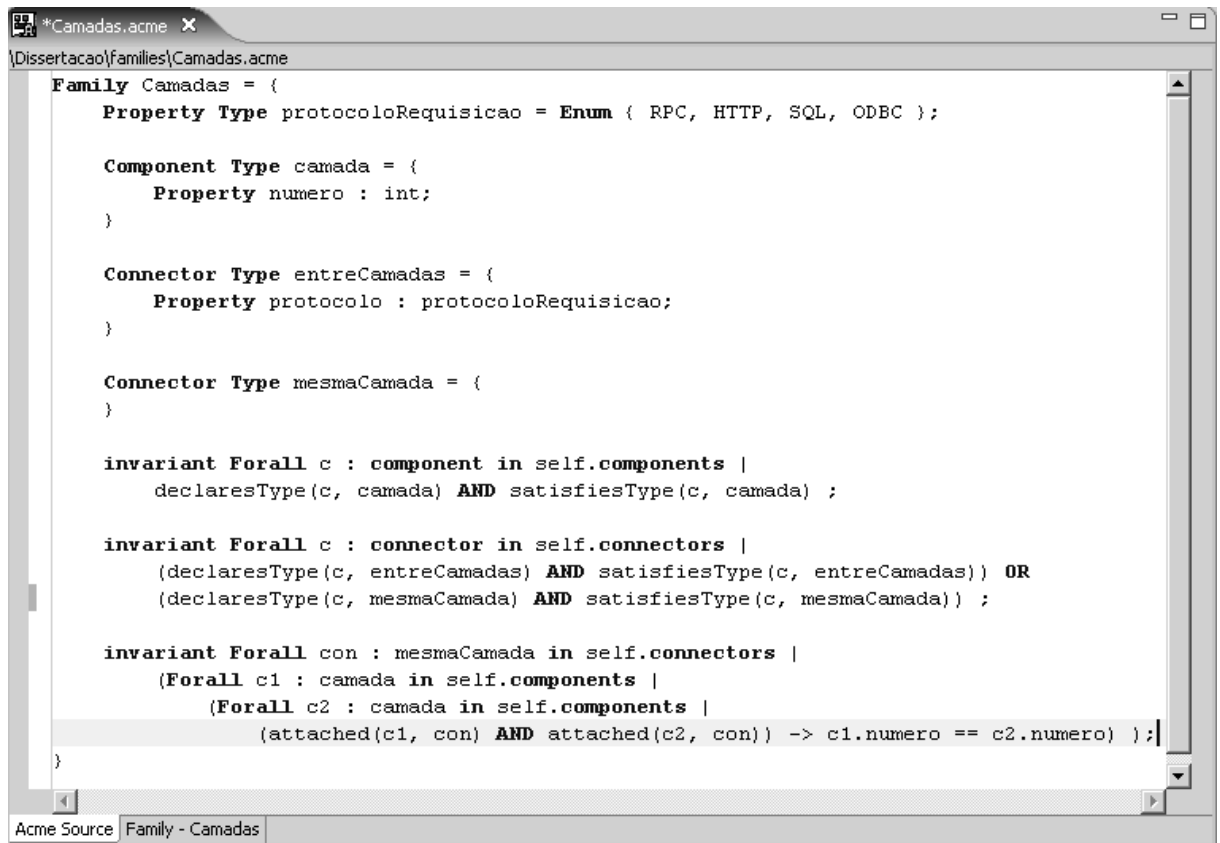 *Camadas.acme
\Dissertacao\families\Camadas.acme
Family Camadas = {
Property Type protocoloRequisicao = Enum { RPC, HTTP, SQL, ODBC };
Component Type camada = {
Property numero : int;
}
Connector Type entreCamadas = {
Property protocolo : protocoloRequisicao;
}
Connector Type mesmaCamada = {
}
invariant Forall c : component in self.components |
declaresType(c, camada) AND satisfiesType(c, camada) ;
invariant Forall c : connector in self.connectors |
(declaresType(c, entreCamadas) AND satisfiesType(c, entreCamadas)) OR
(declaresType(c, mesmaCamada) AND satisfiesType(c, mesmaCamada)) ;
invariant Forall con : mesmaCamada in self.connectors |
(Forall c1 : camada in self.components |
(Forall c2 : camada in self.components |
(attached(c1, con) AND attached(c2, con)) -> c1.numero == c2.numero) );
}
Acme Source Family - Camadas